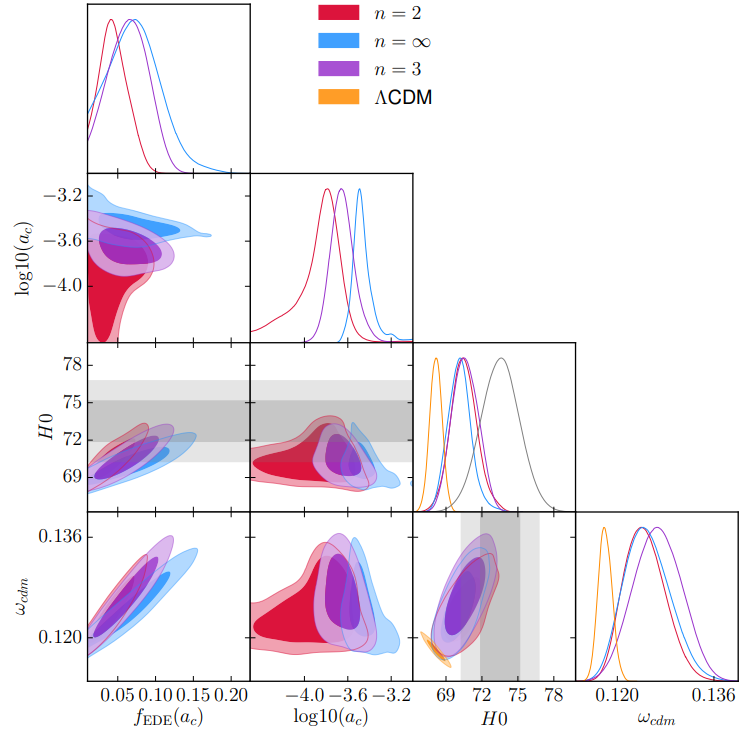 n = 2
n = ∞
n = 3
ΛCDM
−3.2
−3.6
−4.0
log10(a_c)
78
75
72
69
H0
0.136
0.120
ω_cdm
0.05 0.10 0.15 0.20
f_EDE(a_c)
−4.0 −3.6 −3.2
log10(a_c)
69 72 75 78
H0
0.120 0.136
ω_cdm